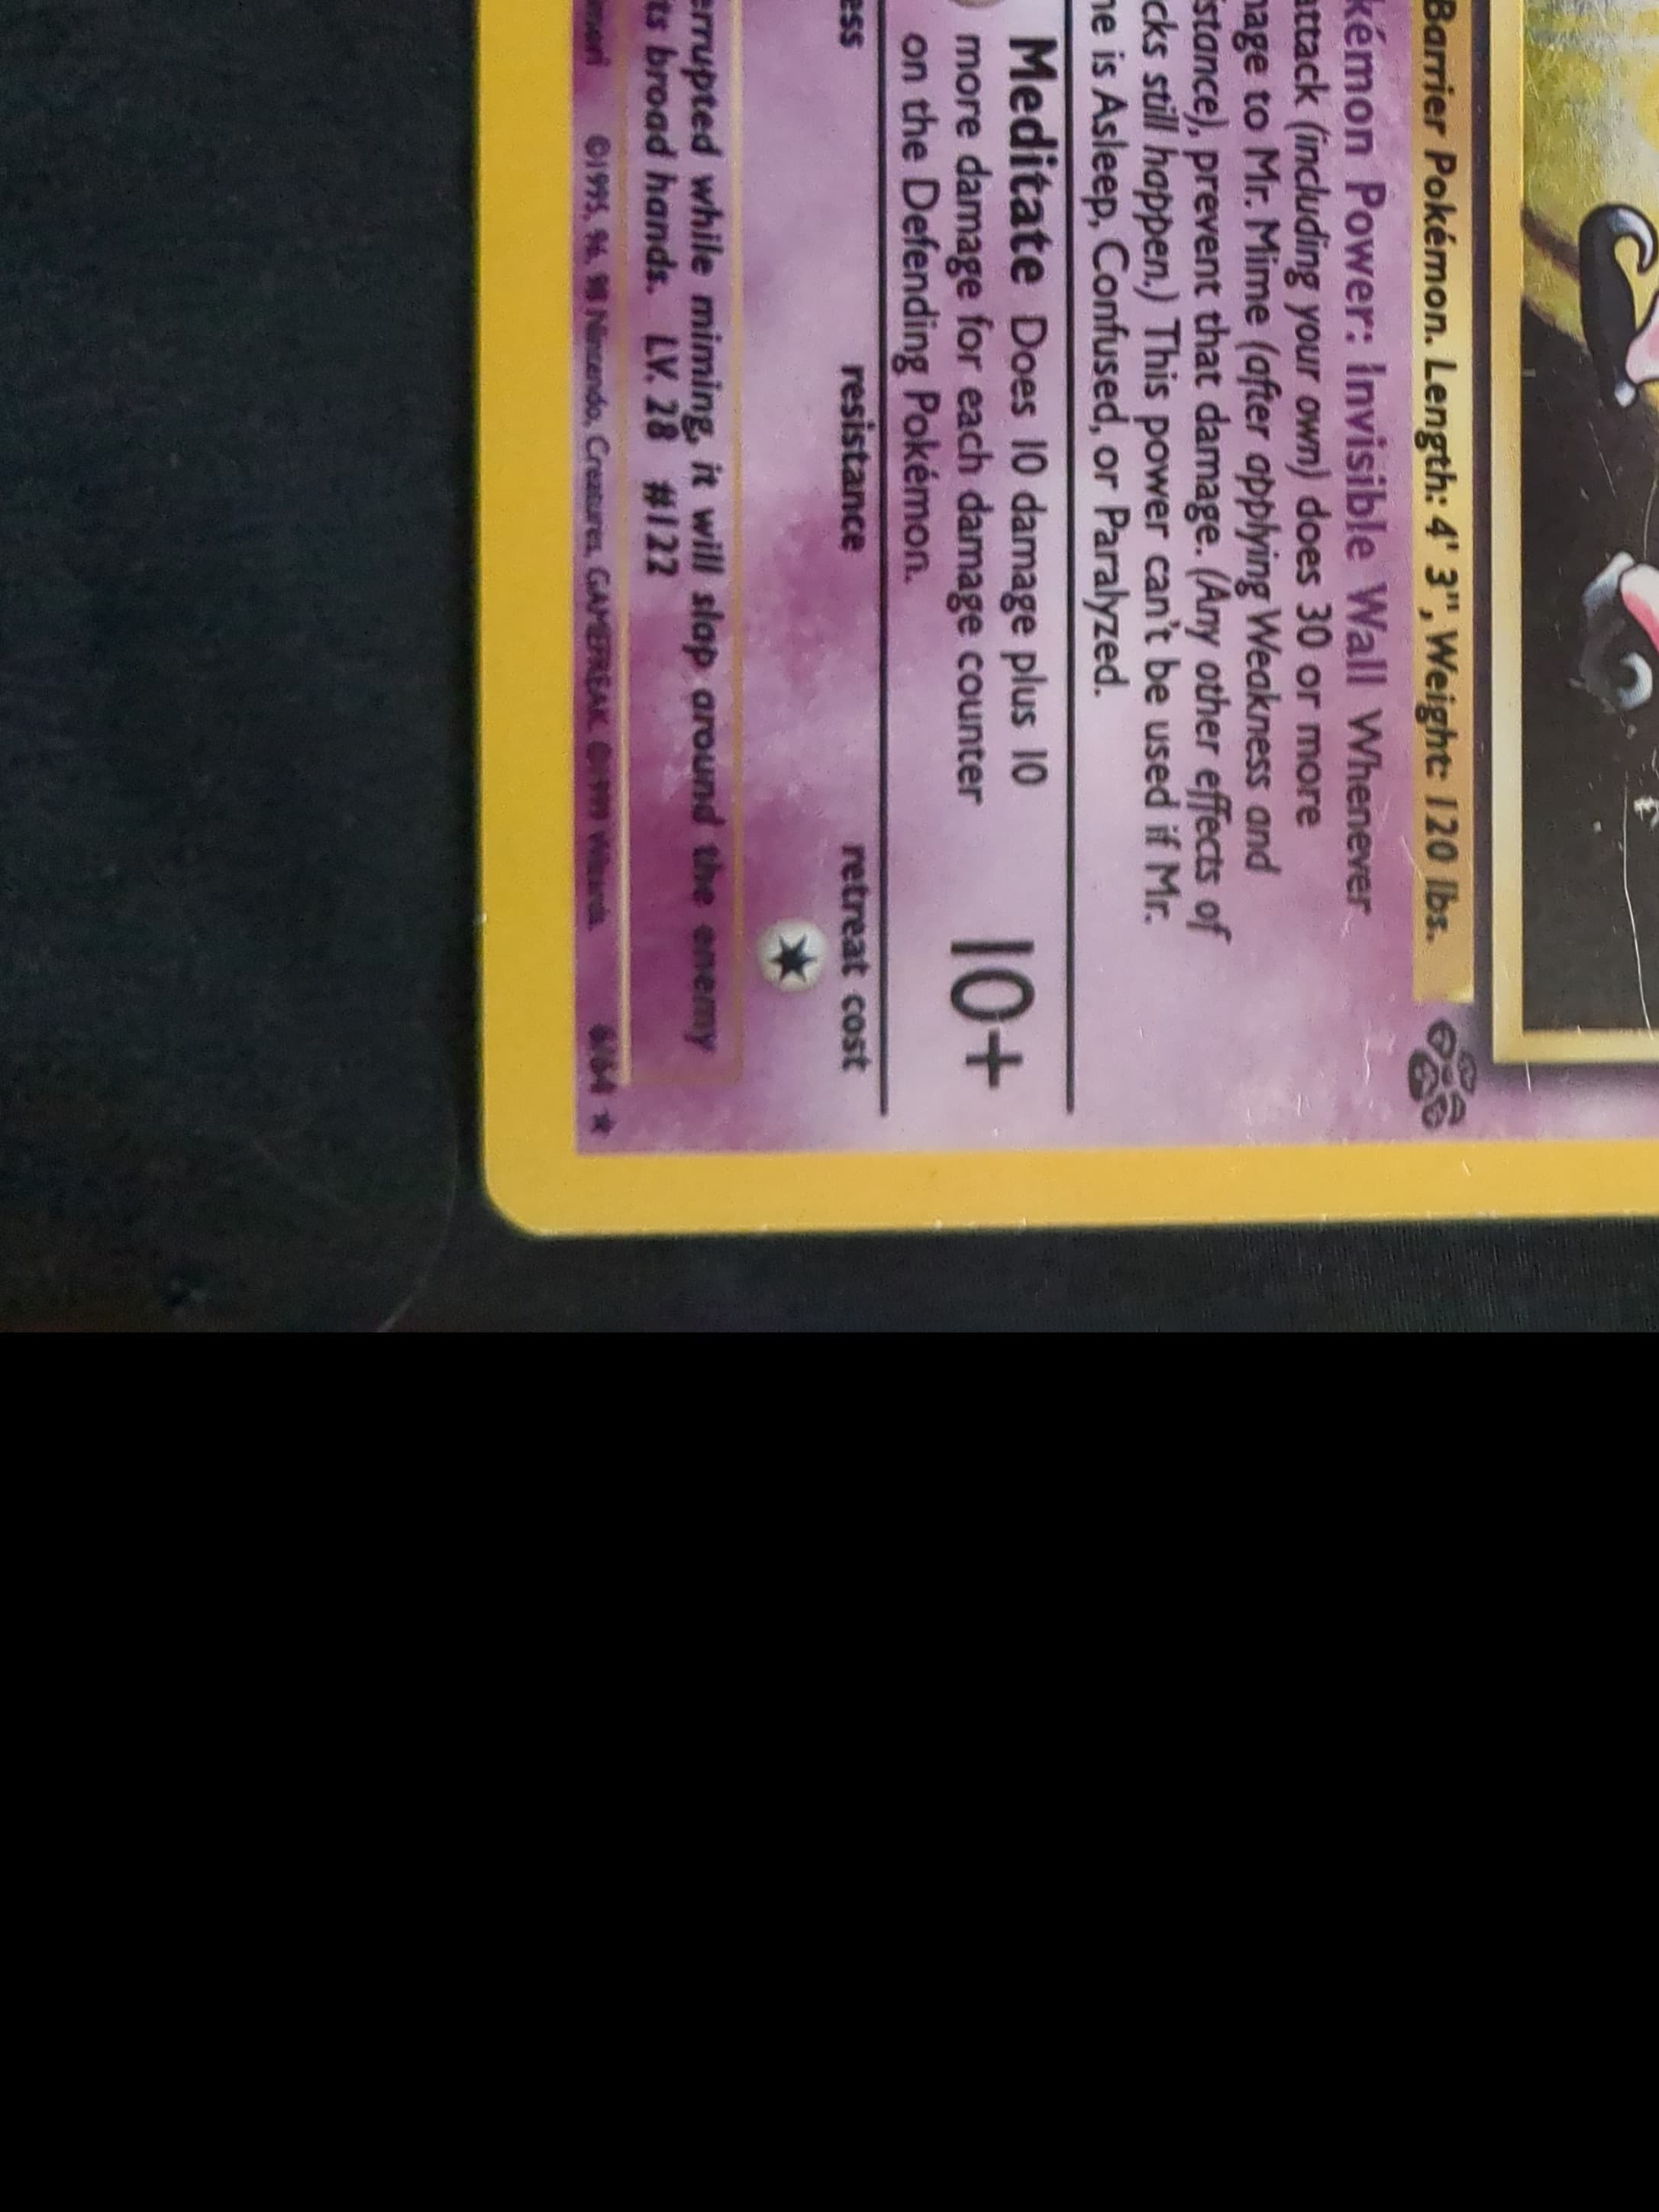 Barrier Pokémon. Length: 4' 3", Weight: 120 lbs.
kémon Power: Invisible Wall Whenever
attack (including your own) does 30 or more
mage to Mr. Mime (after applying Weakness and
istance), prevent that damage. (Any other effects of
cks still happen.) This power can't be used if Mr.
me is Asleep, Confused, or Paralyzed.
Meditate Does 10 damage plus 10
more damage for each damage counter
on the Defending Pokémon.
10+
ess resistance retreat cost
errupted while miming, it will slap around the enemy
ts broad hands. LV. 28 #122
©1995, 96, 98 Nintendo, Creatures, GAMEFREAK. ©1999 Wizards. 6/64 ★